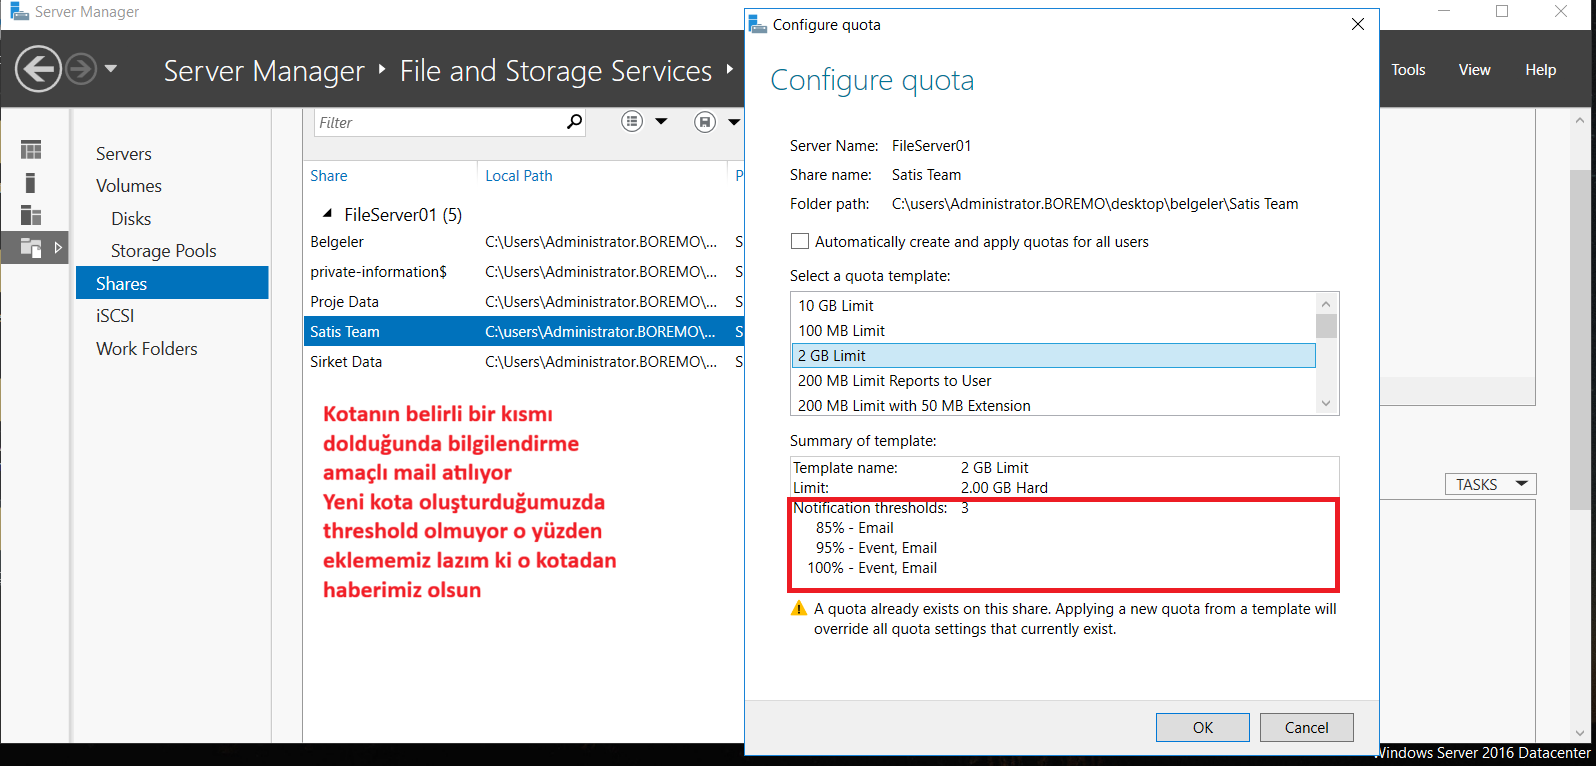 Server Manager
Server Manager ‣ File and Storage Services ‣
Tools View Help
Filter
Servers
Volumes
Disks
Storage Pools
Shares
iSCSI
Work Folders
Share Local Path P
FileServer01 (5)
Belgeler C:\Users\Administrator.BOREMO\... S
private-information$ C:\Users\Administrator.BOREMO\... S
Proje Data C:\Users\Administrator.BOREMO\... S
Satis Team C:\users\Administrator.BOREMO\... S
Sirket Data C:\Users\Administrator.BOREMO\... S
Kotanın belirli bir kısmı
dolduğunda bilgilendirme
amaçlı mail atılıyor
Yeni kota oluşturduğumuzda
threshold olmuyor o yüzden
eklememiz lazım ki o kotadan
haberimiz olsun
Configure quota
Configure quota
Server Name: FileServer01
Share name: Satis Team
Folder path: C:\users\Administrator.BOREMO\desktop\belgeler\Satis Team
Automatically create and apply quotas for all users
Select a quota template:
10 GB Limit
100 MB Limit
2 GB Limit
200 MB Limit Reports to User
200 MB Limit with 50 MB Extension
Summary of template:
Template name: 2 GB Limit
Limit: 2.00 GB Hard
Notification thresholds: 3
85% - Email
95% - Event, Email
100% - Event, Email
A quota already exists on this share. Applying a new quota from a template will
override all quota settings that currently exist.
OK Cancel
TASKS
Windows Server 2016 Datacenter